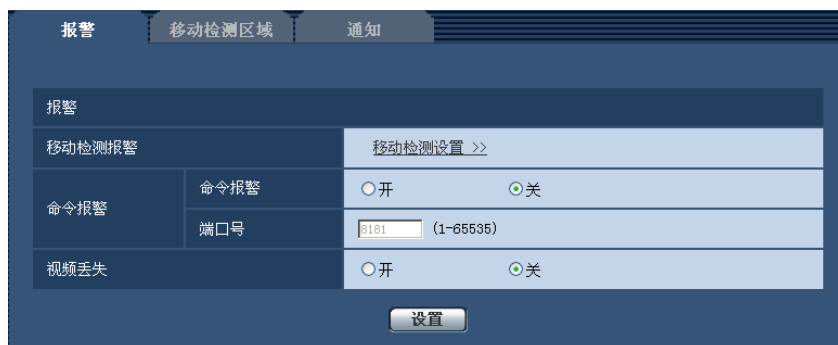 报警 移动检测区域 通知
报警
移动检测报警 移动检测设置 >>
命令报警 命令报警 开 关
端口号 8181 (1-65535)
视频丢失 开 关
设置